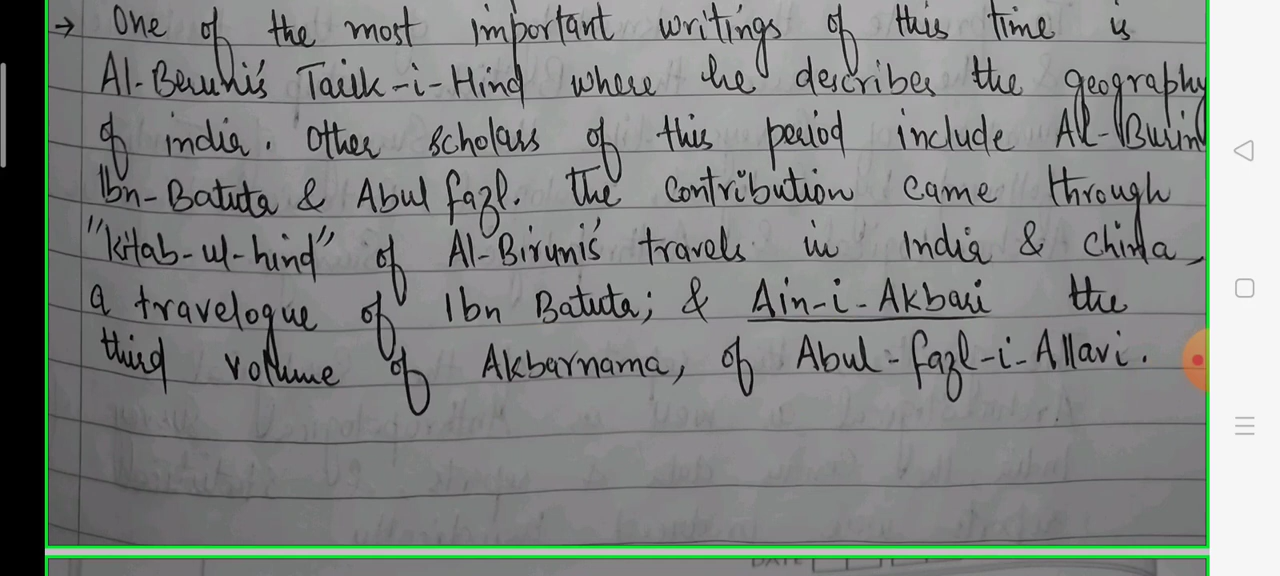 → One of the most important writings of this time is
Al-Beruni's Taik-i-Hind where he describes the geography
of india. Other scholars of this period include Al-Burin
Ibn-Batuta & Abul fazl. The contribution came through
"kitab-ul-hind" of Al-Biruni's travels in India & China,
a travelogue of Ibn Batuta; & Ain-i-Akbari the
third volume of Akbarnama, of Abul-fazl-i-Allavi.